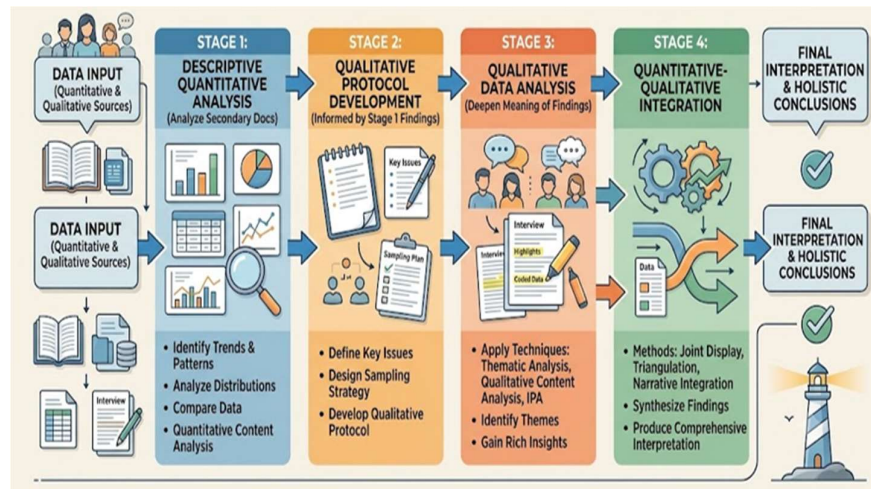 DATA INPUT
(Quantitative &
Qualitative Sources)
DATA INPUT
(Quantitative &
Qualitative Sources)
Interview
STAGE 1:
DESCRIPTIVE
QUANTITATIVE
ANALYSIS
(Analyze Secondary Docs)
• Identify Trends &
Patterns
• Analyze Distributions
• Compare Data
• Quantitative Content
Analysis
STAGE 2:
QUALITATIVE
PROTOCOL
DEVELOPMENT
(Informed by Stage 1 Findings)
Key Issues
Sampling Plan
• Define Key Issues
• Design Sampling
Strategy
• Develop Qualitative
Protocol
STAGE 3:
QUALITATIVE
DATA ANALYSIS
(Deepen Meaning of Findings)
Interview
Interview
Highlights
Coded Data
• Apply Techniques:
Thematic Analysis,
Qualitative Content
Analysis, IPA
• Identify Themes
• Gain Rich Insights
STAGE 4:
QUANTITATIVE-
QUALITATIVE
INTEGRATION
Data
• Methods: Joint Display,
Triangulation,
Narrative Integration
• Synthesize Findings
• Produce Comprehensive
Interpretation
FINAL
INTERPRETATION
& HOLISTIC
CONCLUSIONS
FINAL
INTERPRETATION
& HOLISTIC
CONCLUSIONS